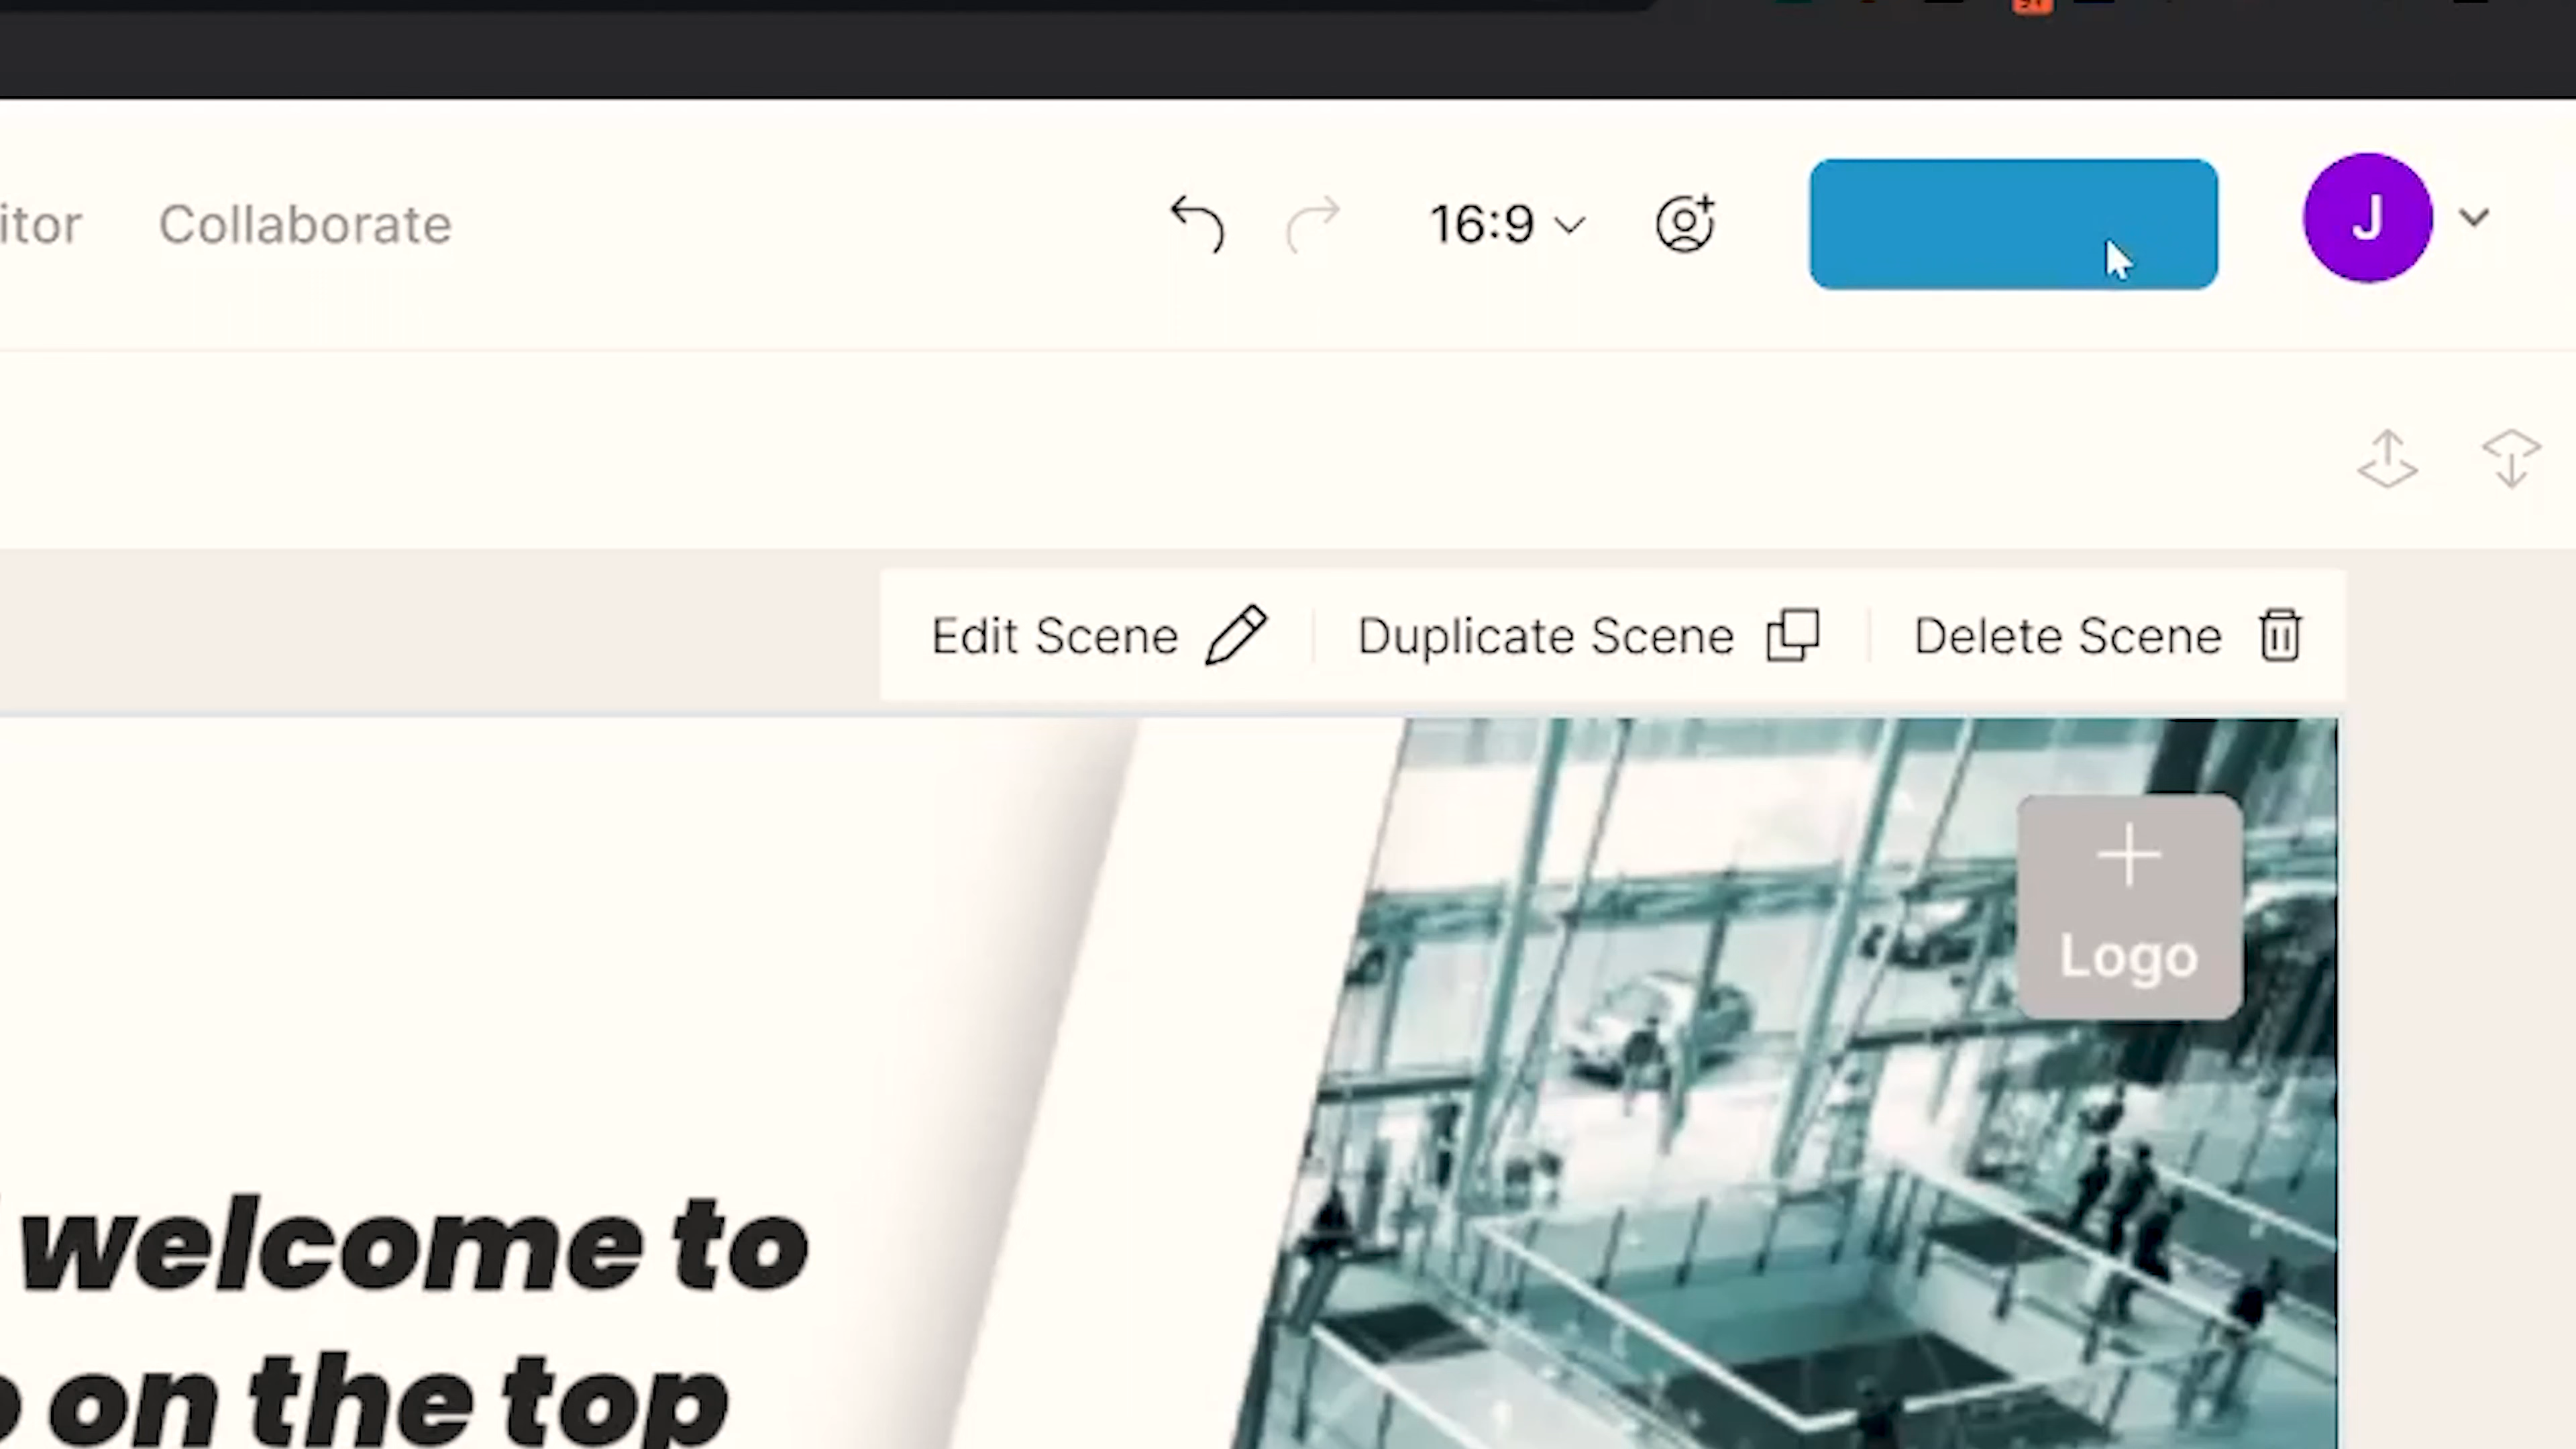 itor Collaborate 16:9 J
Edit Scene Duplicate Scene Delete Scene
Logo
welcome to
on the top